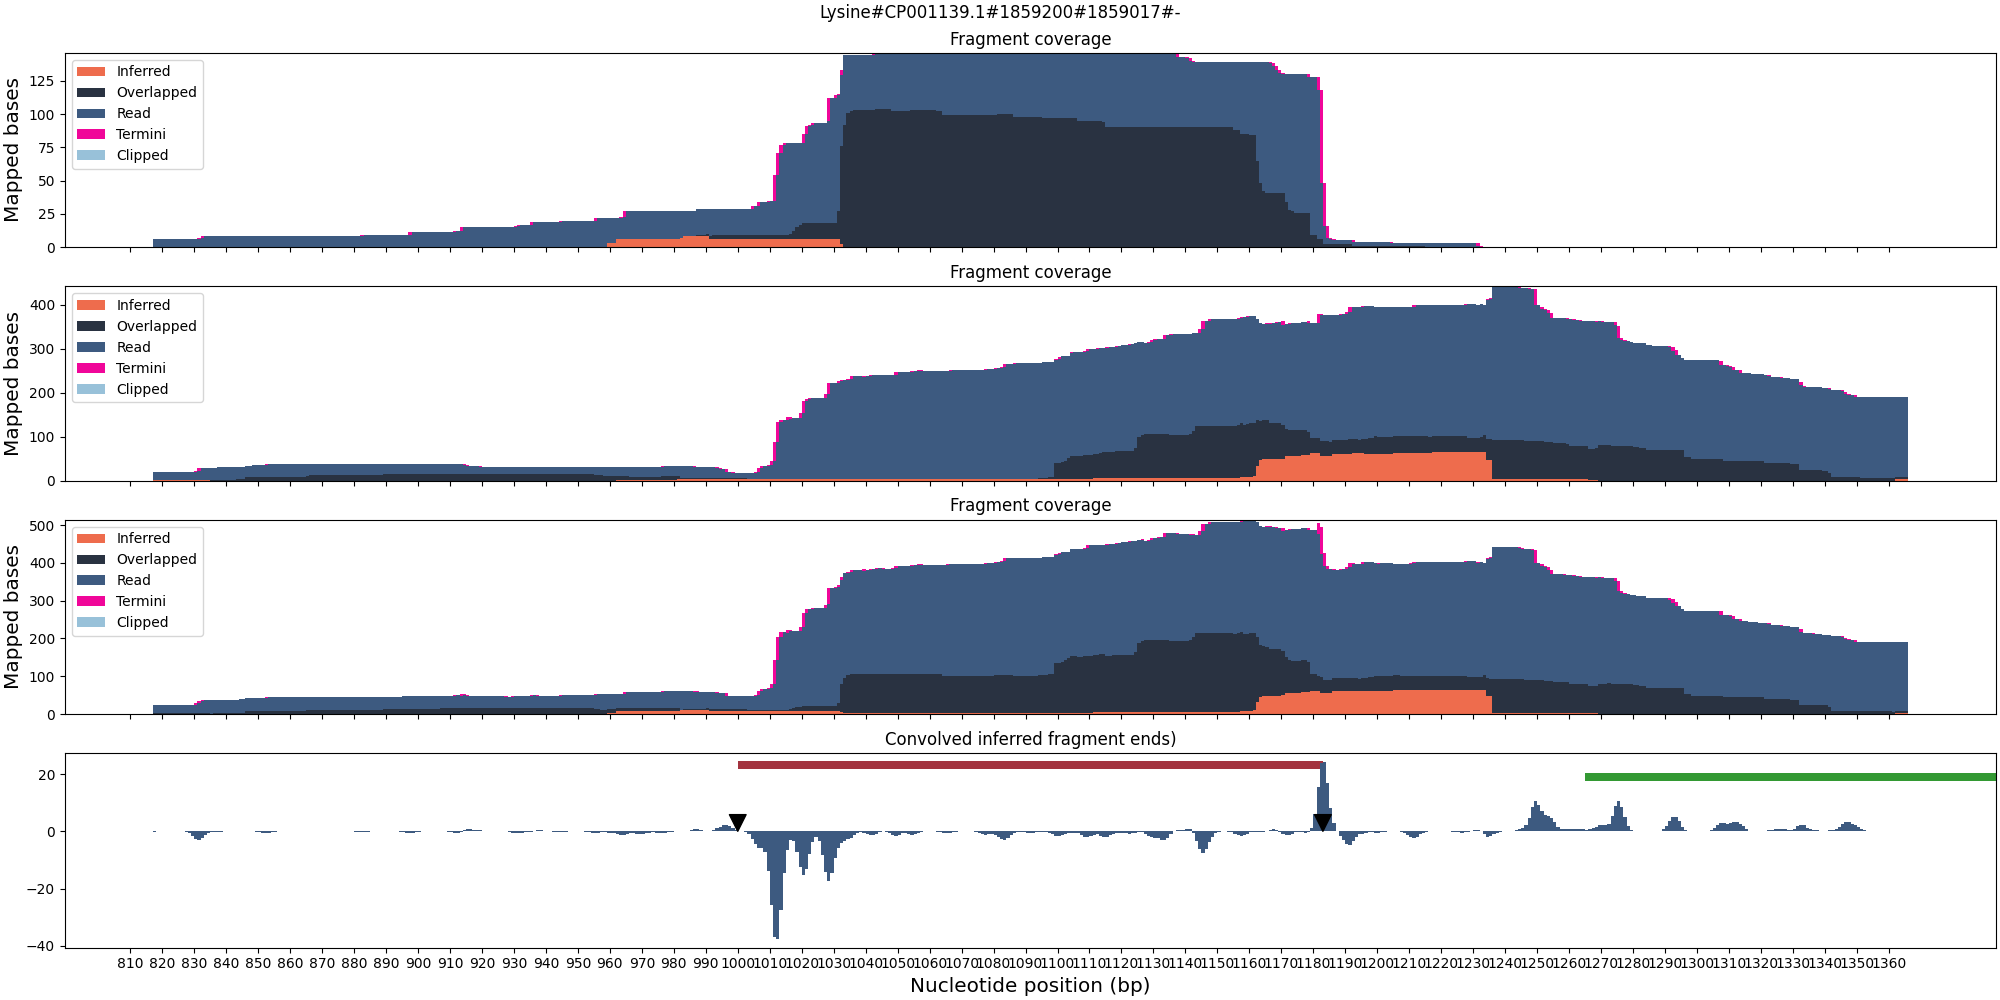 Lysine#CP001139.1#1859200#1859017#-
Fragment coverage
Mapped bases
125
100
75
50
25
0
Inferred
Overlapped
Read
Termini
Clipped
Fragment coverage
Mapped bases
400
300
200
100
0
Inferred
Overlapped
Read
Termini
Clipped
Fragment coverage
Mapped bases
500
400
300
200
100
0
Inferred
Overlapped
Read
Termini
Clipped
Convolved inferred fragment ends)
20
0
−20
−40
810 820 830 840 850 860 870 880 890 900 910 920 930 940 950 960 970 980 990 1000 1010 1020 1030 1040 1050 1060 1070 1080 1090 1100 1110 1120 1130 1140 1150 1160 1170 1180 1190 1200 1210 1220 1230 1240 1250 1260 1270 1280 1290 1300 1310 1320 1330 1340 1350 1360
Nucleotide position (bp)